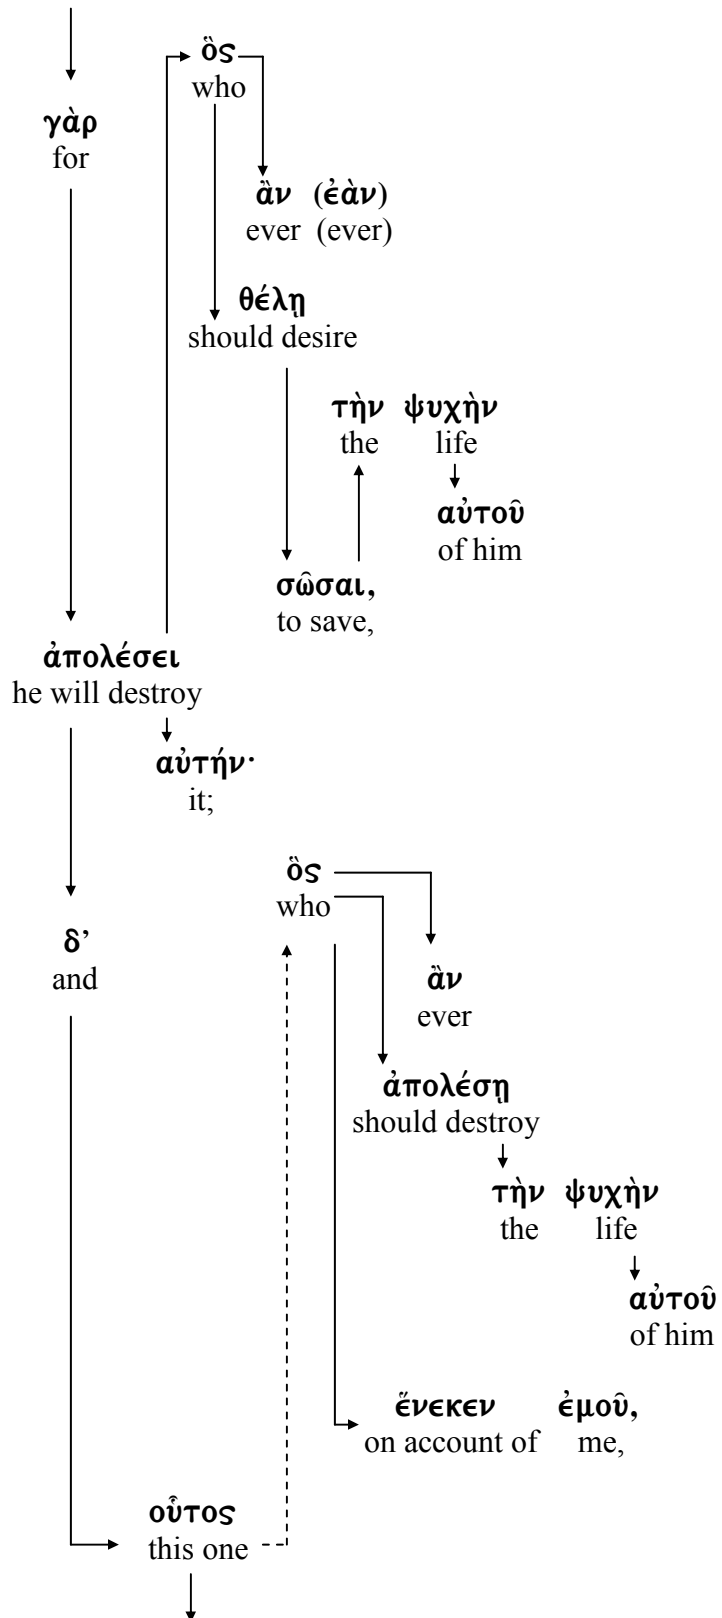 ὃς
who
γὰρ
for
ἂν (ἐὰν)
ever (ever)
θέλῃ
should desire
τὴν ψυχὴν
the life
αὐτοῦ
of him
σῶσαι,
to save,
ἀπολέσει
he will destroy
αὐτήν·
it;
ὃς
who
δ’
and
ἂν
ever
ἀπολέσῃ
should destroy
τὴν ψυχὴν
the life
αὐτοῦ
of him
ἕνεκεν ἐμοῦ,
on account of me,
οὗτος
this one